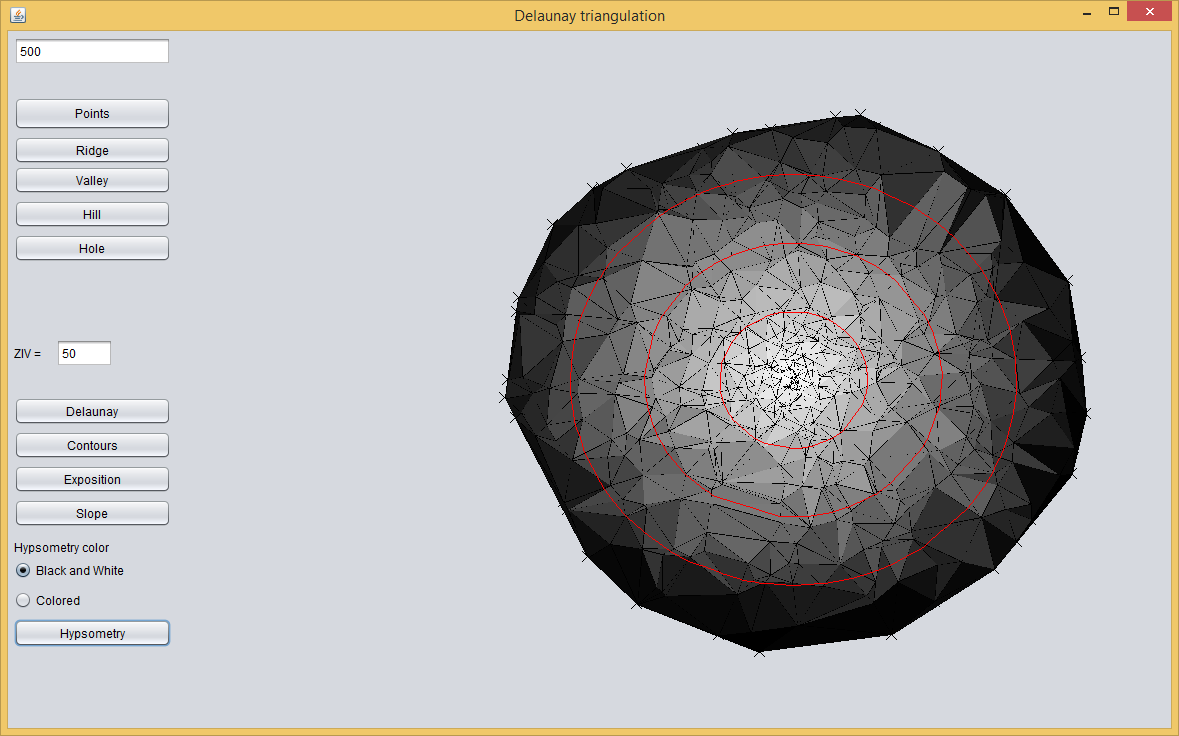 Delaunay triangulation
500
Points
Ridge
Valley
Hill
Hole
ZIV = 50
Delaunay
Contours
Exposition
Slope
Hypsometry color
Black and White
Colored
Hypsometry